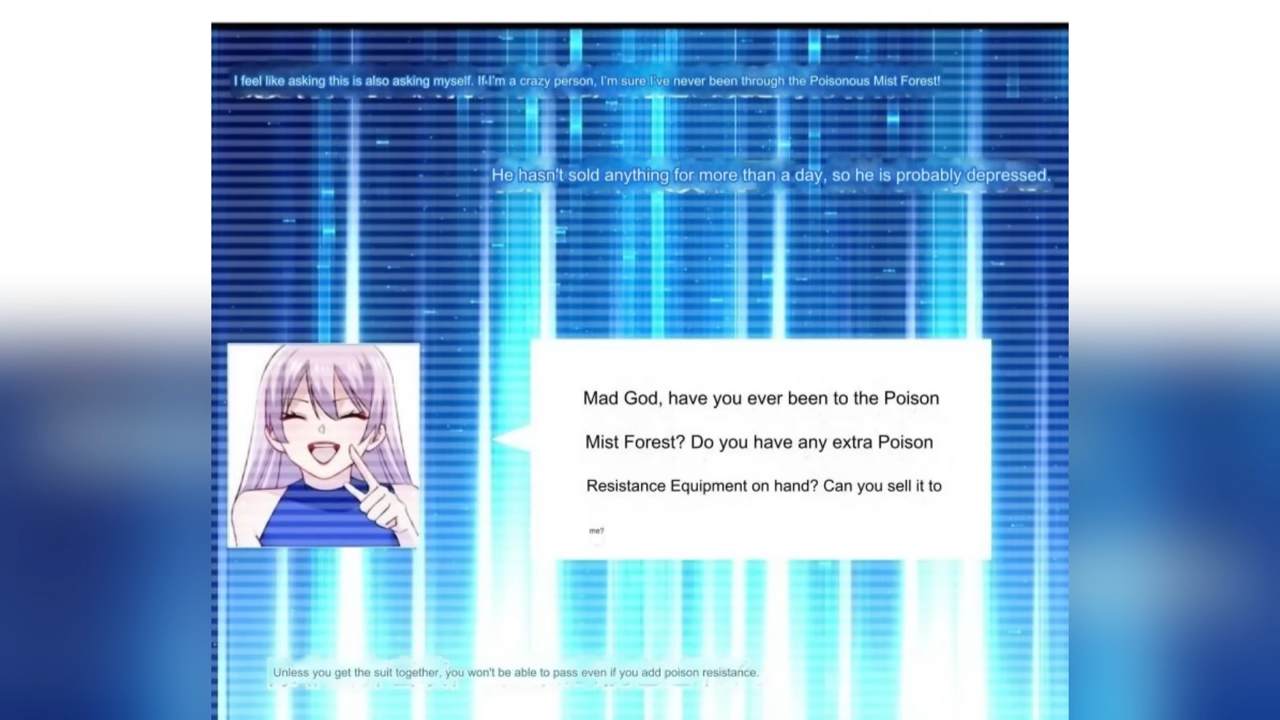 I feel like asking this is also asking myself. If I'm a crazy person, I'm sure I've never been through the Poisonous Mist Forest!
He hasn't sold anything for more than a day, so he is probably depressed.
Mad God, have you ever been to the Poison
Mist Forest? Do you have any extra Poison
Resistance Equipment on hand? Can you sell it to
me?
Unless you get the suit together, you won't be able to pass even if you add poison resistance.